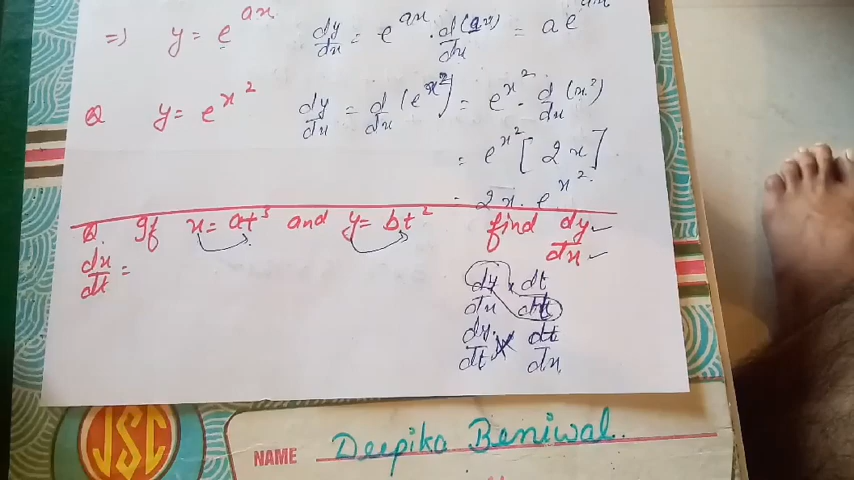 =) y = e^ax dy/dx = e^ax . d(ax)/dx = a e^ax
Q y = e^x² dy/dx = d/dx (e^x²) = e^x² . d/dx (x²)
= e^x² [2x]
= 2x . e^x².
Q. If x = at³ and y = bt² find dy/dx
dx/dt =
dy/dx × dt/dt
dy/dt × dt/dx
JSC
NAME Deepika Beniwal.